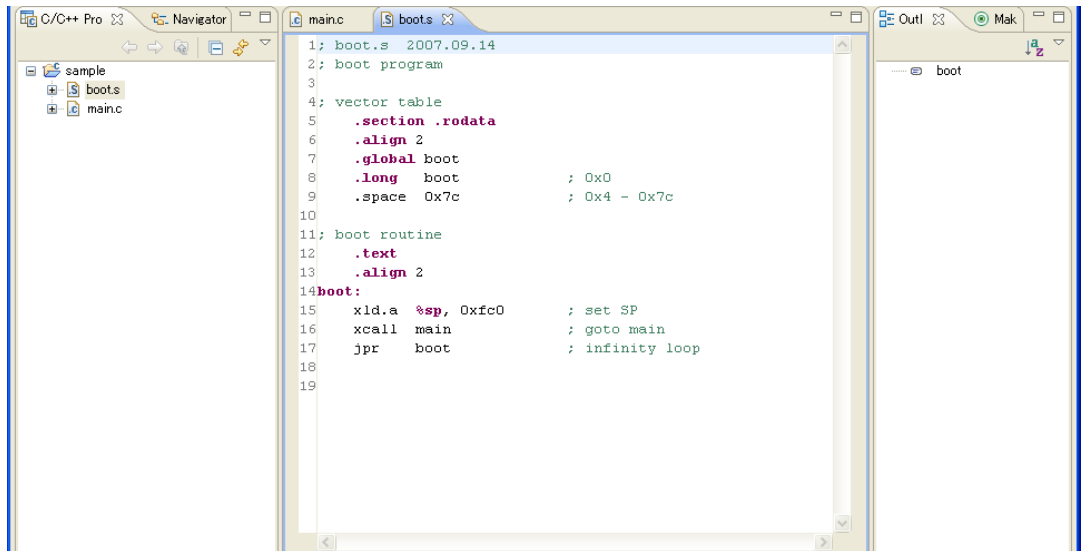 C/C++ Pro
Navigator
sample
boot.s
main.c
main.c
boot.s
1; boot.s  2007.09.14
2; boot program
3
4; vector table
5    .section .rodata
6    .align 2
7    .global boot
8    .long   boot            ; 0x0
9    .space  0x7c            ; 0x4 - 0x7c
10
11; boot routine
12    .text
13    .align 2
14boot:
15    xld.a  %sp, 0xfc0       ; set SP
16    xcall  main             ; goto main
17    jpr    boot             ; infinity loop
18
19
Outl
Mak
boot